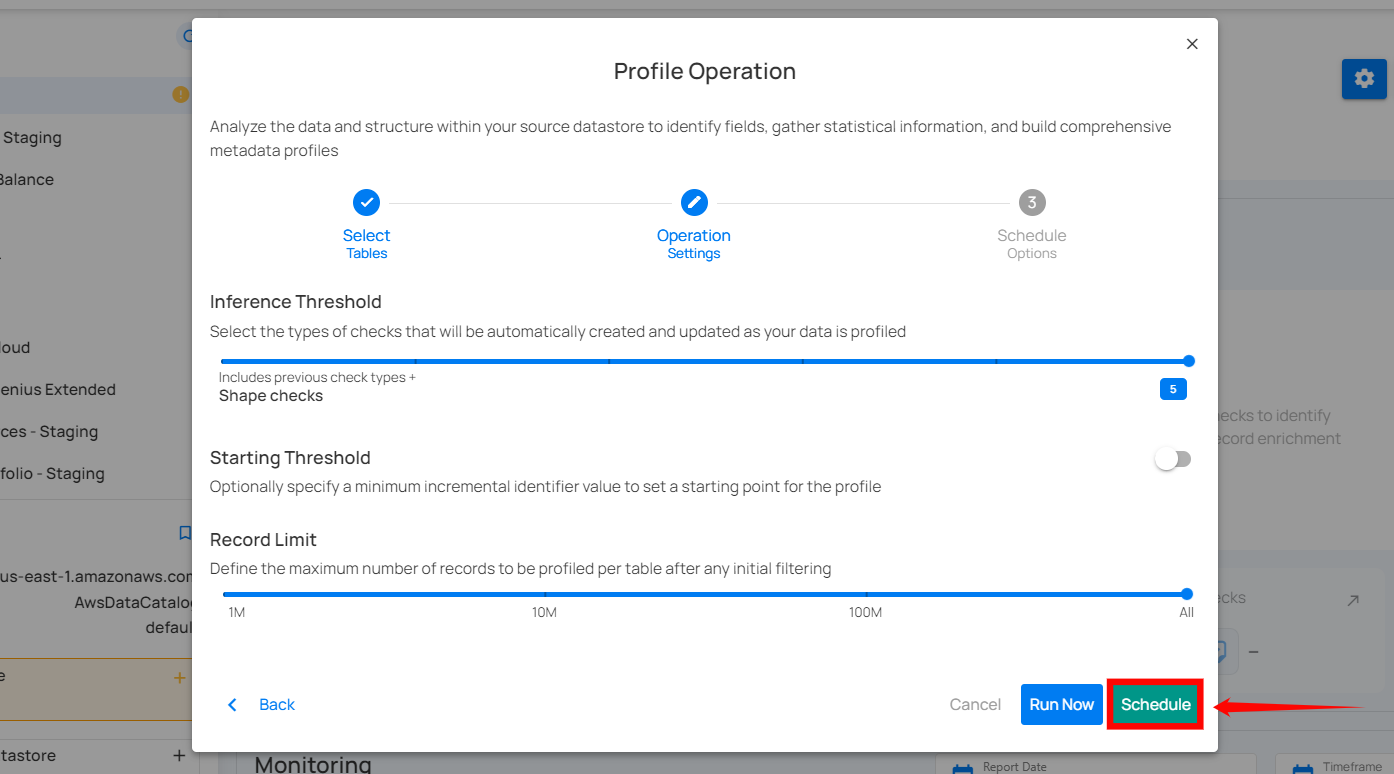 Profile Operation
Analyze the data and structure within your source datastore to identify fields, gather statistical information, and build comprehensive
metadata profiles
3
Select
Tables
Operation
Settings
Schedule
Options
Inference Threshold
Select the types of checks that will be automatically created and updated as your data is profiled
Includes previous check types +
Shape checks
5
Starting Threshold
Optionally specify a minimum incremental identifier value to set a starting point for the profile
Record Limit
Define the maximum number of records to be profiled per table after any initial filtering
1M 10M 100M All
Back
Cancel
Run Now
Schedule
Staging
Balance
loud
enius Extended
ces - Staging
folio - Staging
us-east-1.amazonaws.com
AwsDataCatalog
default
e
tastore
ecks to identify
ecord enrichment
ecks
–
Monitoring
Report Date
Timeframe